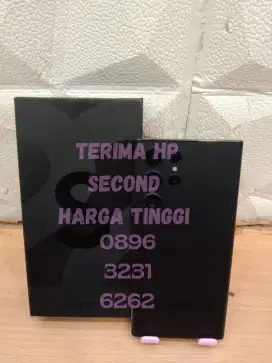 TERIMA HP
SECOND
HARGA TINGGI
0896
3231
6262